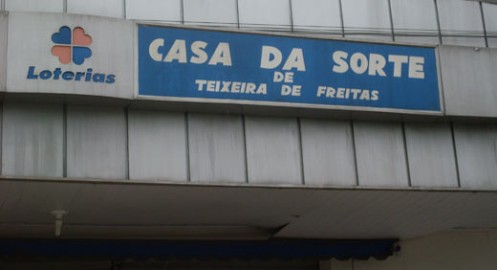 Loterias
CASA DA SORTE
DE
TEIXEIRA DE FREITAS